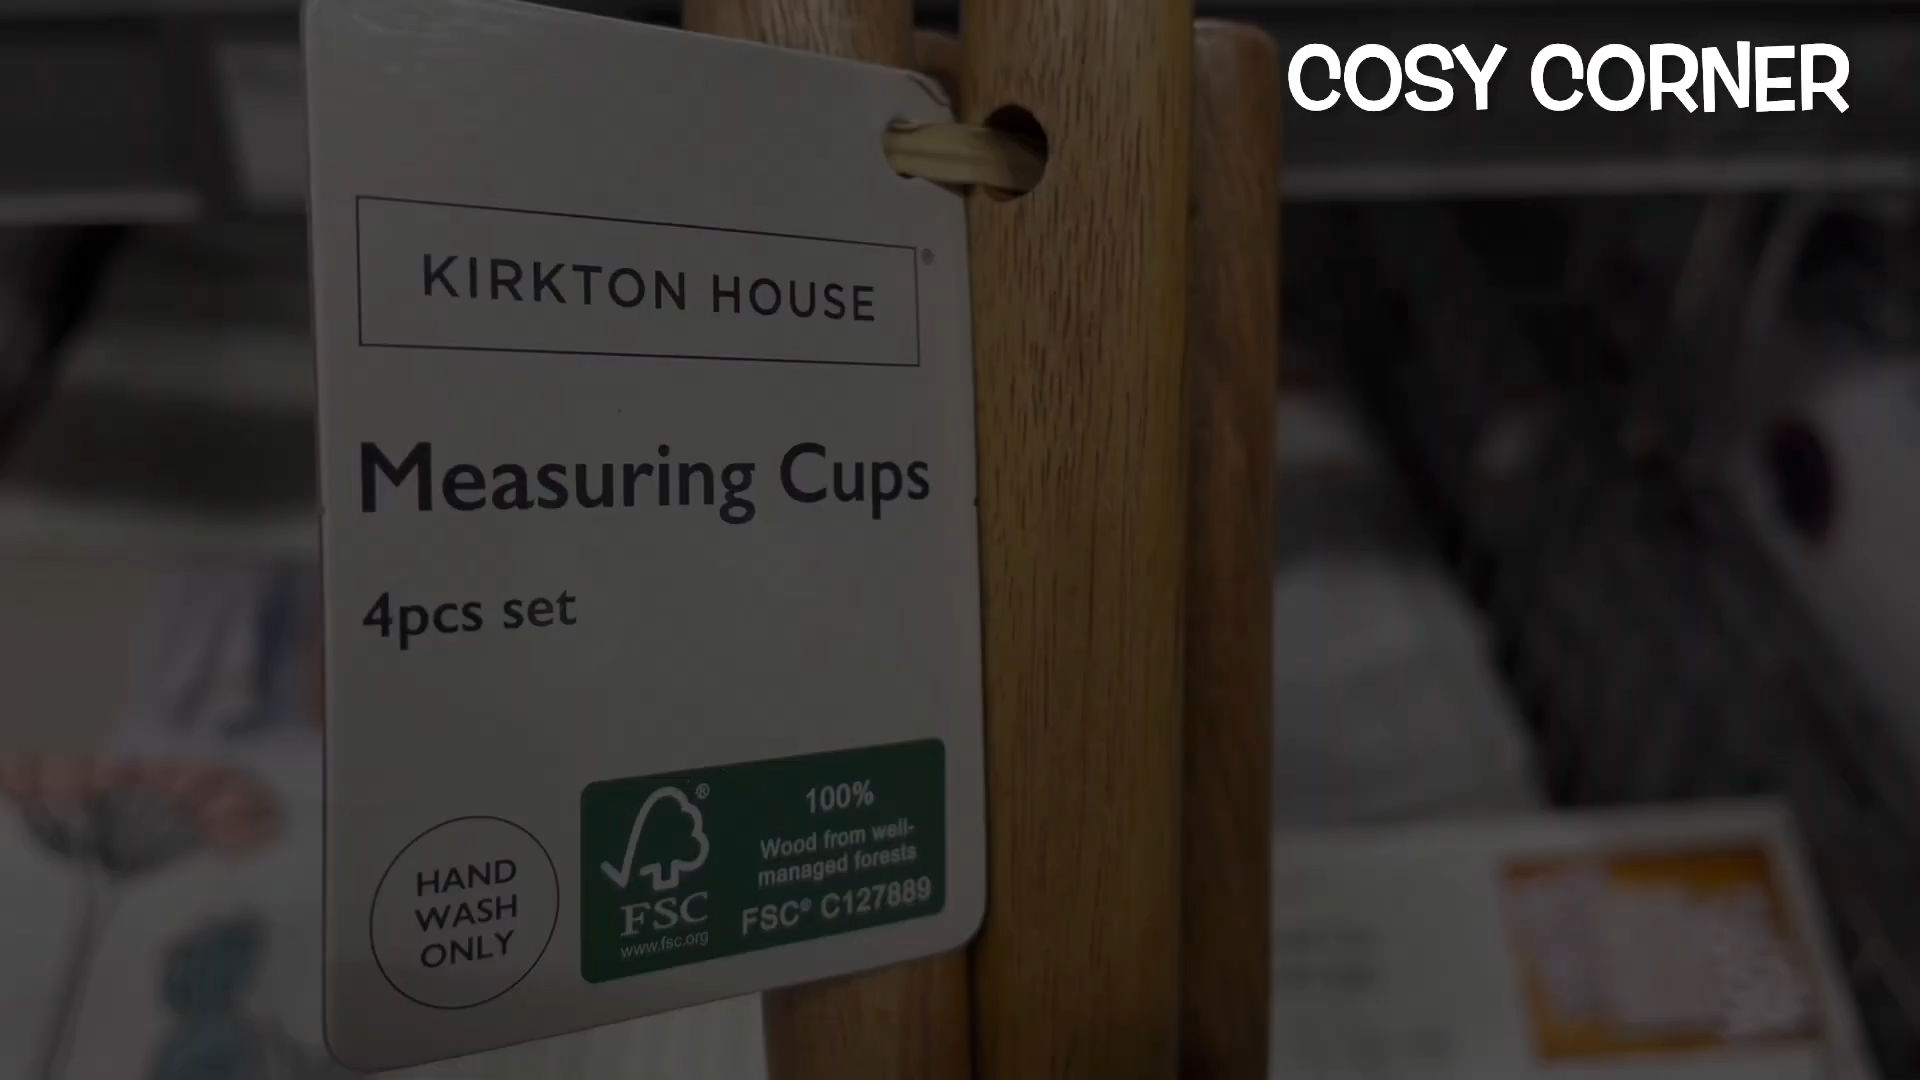 COSY CORNER
KIRKTON HOUSE®
Measuring Cups
4pcs set
HAND
WASH
ONLY
FSC®
www.fsc.org
100%
Wood from well-
managed forests
FSC® C127889